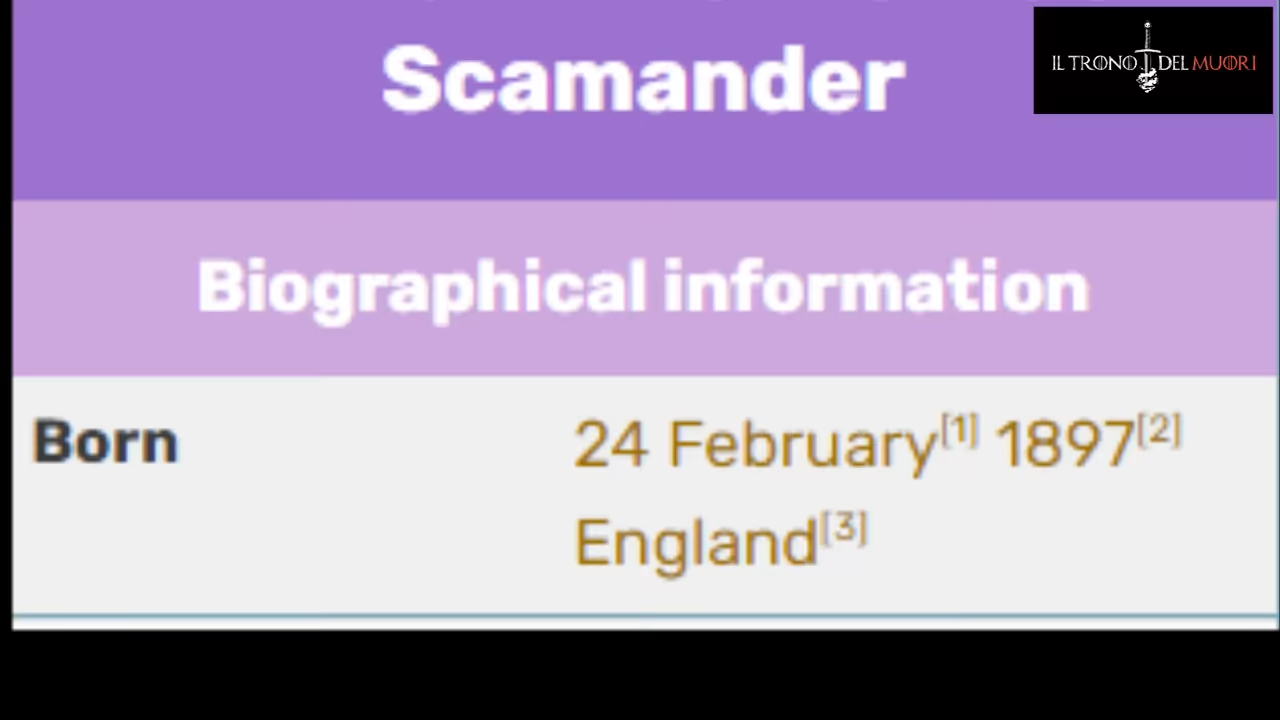 Scamander
IL TRONO DEL MUORI
Biographical information
Born 24 February[1] 1897[2]
England[3]